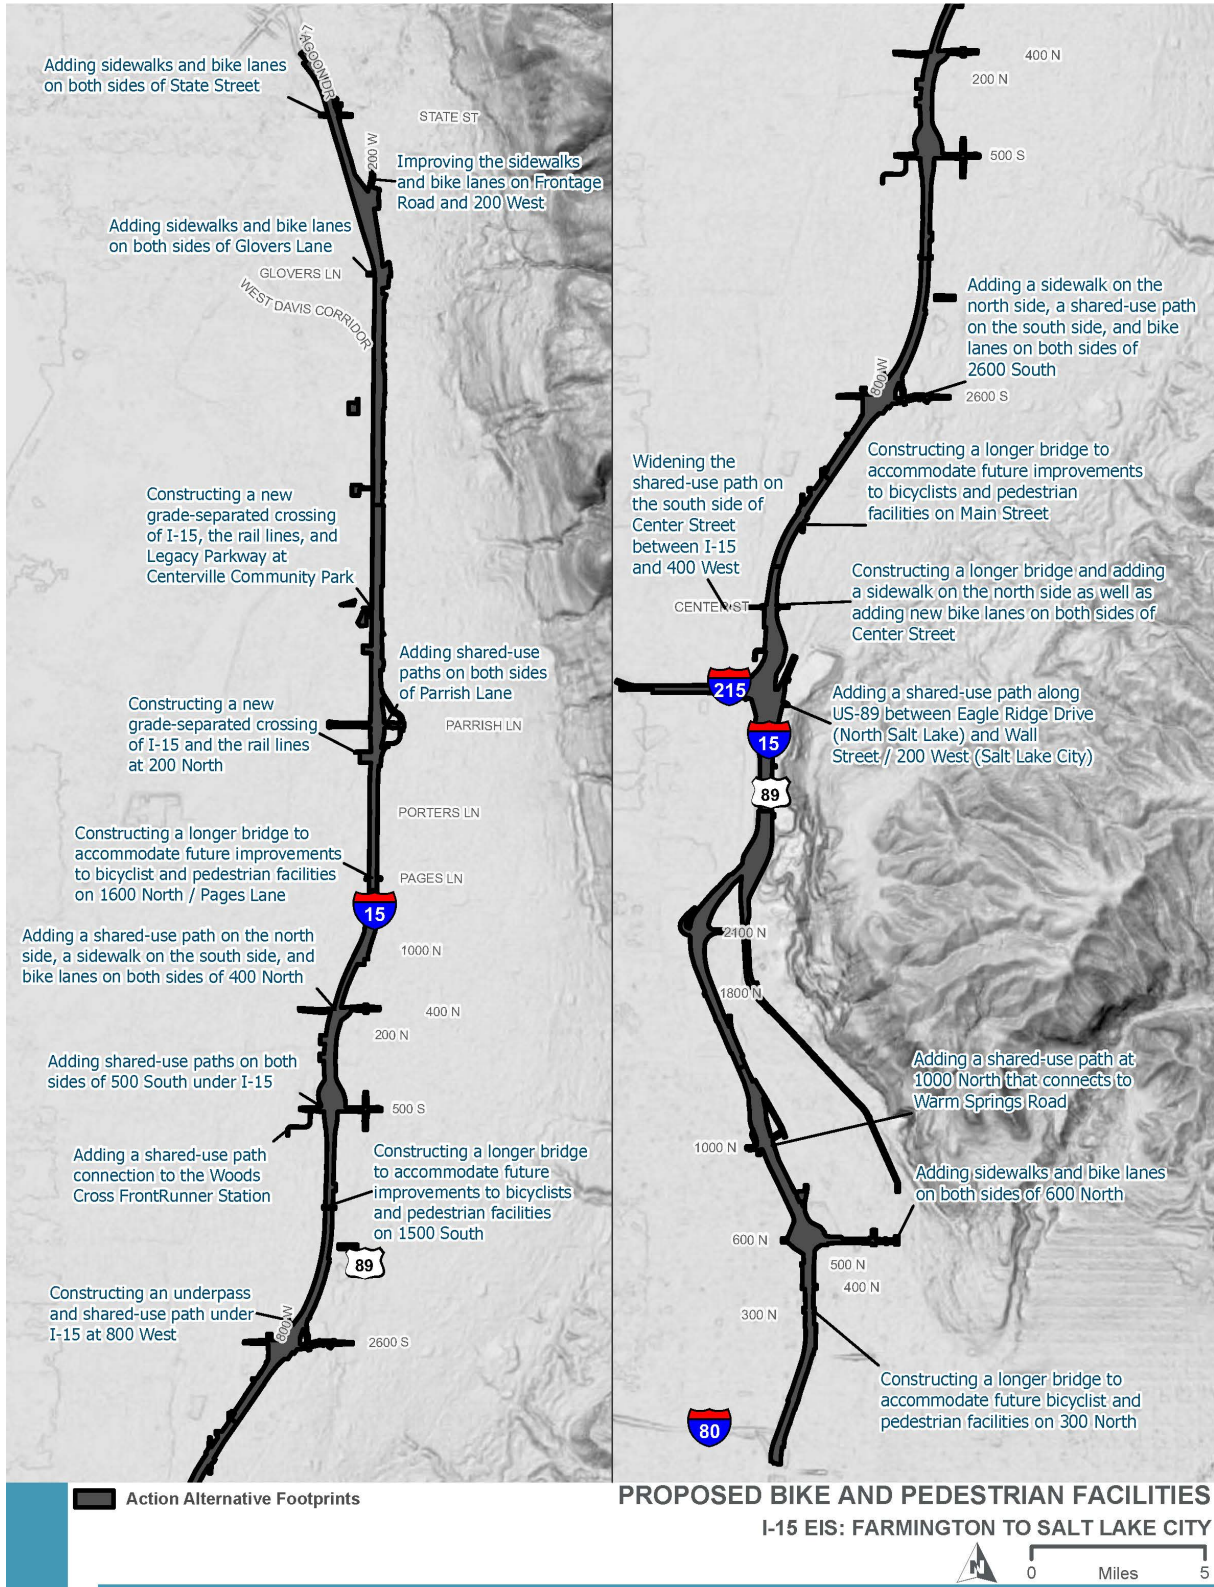 LAGOON DR
Adding sidewalks and bike lanes
on both sides of State Street
STATE ST
200 W
Improving the sidewalks
and bike lanes on Frontage
Road and 200 West
Adding sidewalks and bike lanes
on both sides of Glovers Lane
GLOVERS LN
WEST DAVIS CORRIDOR
Constructing a new
grade-separated crossing
of I-15, the rail lines, and
Legacy Parkway at
Centerville Community Park
Adding shared-use
paths on both sides
of Parrish Lane
Constructing a new
grade-separated crossing
of I-15 and the rail lines
at 200 North
PARRISH LN
PORTERS LN
Constructing a longer bridge to
accommodate future improvements
to bicyclist and pedestrian facilities
on 1600 North / Pages Lane
PAGES LN
15
Adding a shared-use path on the north
side, a sidewalk on the south side, and
bike lanes on both sides of 400 North
1000 N
400 N
200 N
Adding shared-use paths on both
sides of 500 South under I-15
500 S
Adding a shared-use path
connection to the Woods
Cross FrontRunner Station
Constructing a longer bridge
to accommodate future
improvements to bicyclists
and pedestrian facilities
on 1500 South
89
Constructing an underpass
and shared-use path under
I-15 at 800 West
800 W
2600 S
400 N
200 N
500 S
Adding a sidewalk on the
north side, a shared-use path
on the south side, and bike
lanes on both sides of
2600 South
800 W
2600 S
Constructing a longer bridge to
accommodate future improvements
to bicyclists and pedestrian
facilities on Main Street
Widening the
shared-use path on
the south side of
Center Street
between I-15
and 400 West
CENTER ST
Constructing a longer bridge and adding
a sidewalk on the north side as well as
adding new bike lanes on both sides of
Center Street
215
Adding a shared-use path along
US-89 between Eagle Ridge Drive
(North Salt Lake) and Wall
Street / 200 West (Salt Lake City)
15
89
2100 N
1800 N
Adding a shared-use path at
1000 North that connects to
Warm Springs Road
1000 N
Adding sidewalks and bike lanes
on both sides of 600 North
600 N
500 N
400 N
300 N
Constructing a longer bridge to
accommodate future bicyclist and
pedestrian facilities on 300 North
80
Action Alternative Footprints
PROPOSED BIKE AND PEDESTRIAN FACILITIES
I-15 EIS: FARMINGTON TO SALT LAKE CITY
N
0 Miles 5